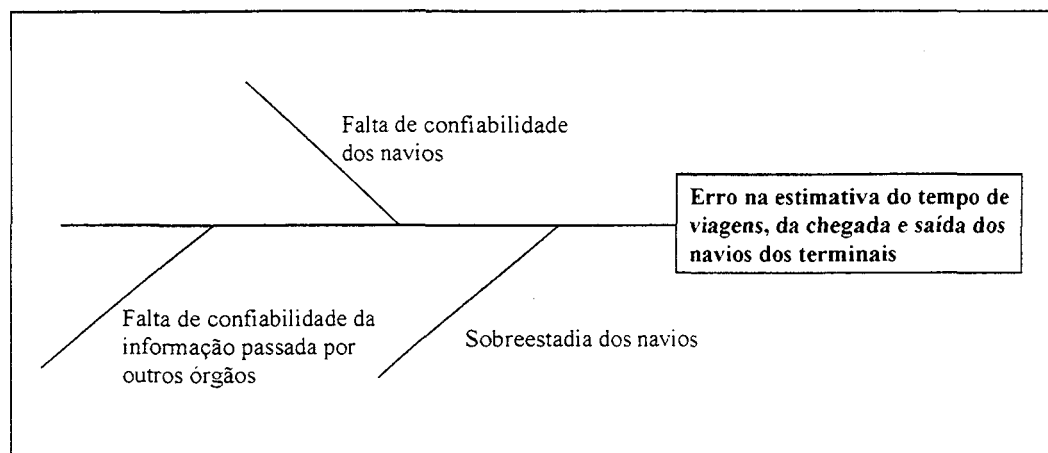 Falta de confiabilidade
dos navios
Erro na estimativa do tempo de
viagens, da chegada e saída dos
navios dos terminais
Falta de confiabilidade da
informação passada por
outros órgãos
Sobreestadia dos navios